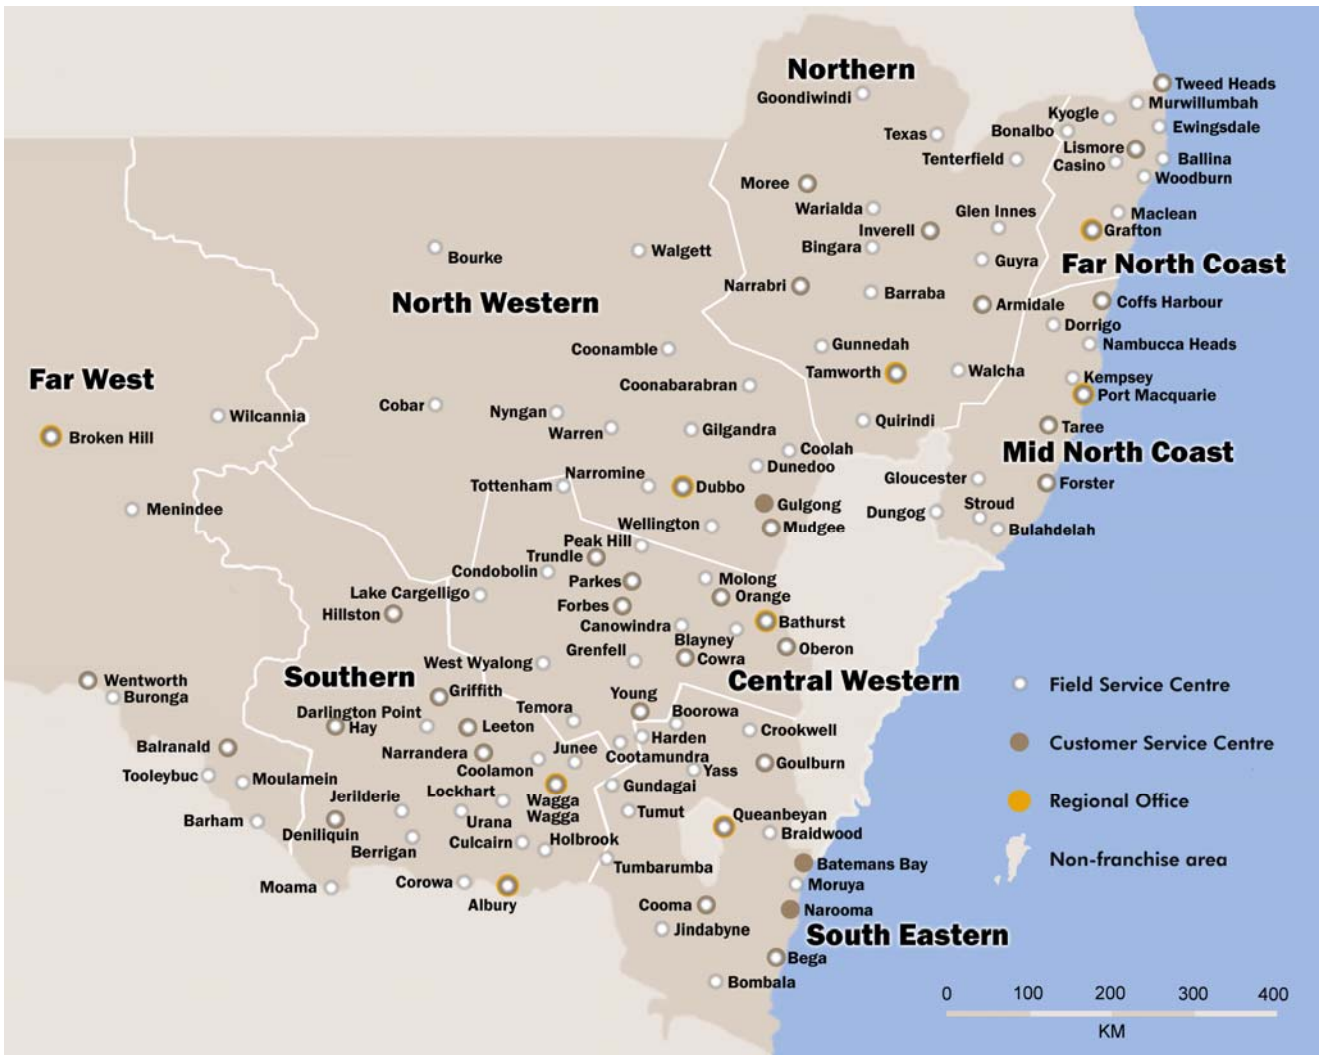 Northern
Goondiwindi
Tweed Heads
Murwillumbah
Kyogle
Ewingsdale
Bonalbo
Texas
Lismore
Tenterfield
Casino
Ballina
Woodburn
Moree
Warialda
Glen Innes
Maclean
Inverell
Grafton
Bingara
Bourke
Walgett
Guyra
Far North Coast
Narrabri
Barraba
North Western
Armidale
Coffs Harbour
Dorrigo
Nambucca Heads
Coonamble
Gunnedah
Tamworth
Walcha
Far West
Coonabarabran
Kempsey
Port Macquarie
Cobar
Nyngan
Wilcannia
Warren
Gilgandra
Quirindi
Taree
Broken Hill
Coolah
Mid North Coast
Dunedoo
Narromine
Gloucester
Forster
Tottenham
Dubbo
Gulgong
Stroud
Menindee
Dungog
Wellington
Mudgee
Bulahdelah
Peak Hill
Trundle
Condobolin
Parkes
Molong
Lake Cargelligo
Orange
Hillston
Forbes
Canowindra
Bathurst
Blayney
Grenfell
Oberon
West Wyalong
Cowra
Southern
Central Western
Wentworth
Buronga
Griffith
Young
Field Service Centre
Darlington Point
Temora
Boorowa
Hay
Leeton
Crookwell
Harden
Balranald
Narrandera
Junee
Customer Service Centre
Cootamundra
Goulburn
Coolamon
Yass
Tooleybuc
Moulamein
Gundagai
Jerilderie
Lockhart
Wagga
Wagga
Regional Office
Tumut
Queanbeyan
Barham
Urana
Deniliquin
Braidwood
Berrigan
Culcairn
Holbrook
Non-franchise area
Tumbarumba
Batemans Bay
Moama
Corowa
Moruya
Albury
Cooma
Narooma
Jindabyne
South Eastern
Bega
Bombala
0 100 200 300 400
KM